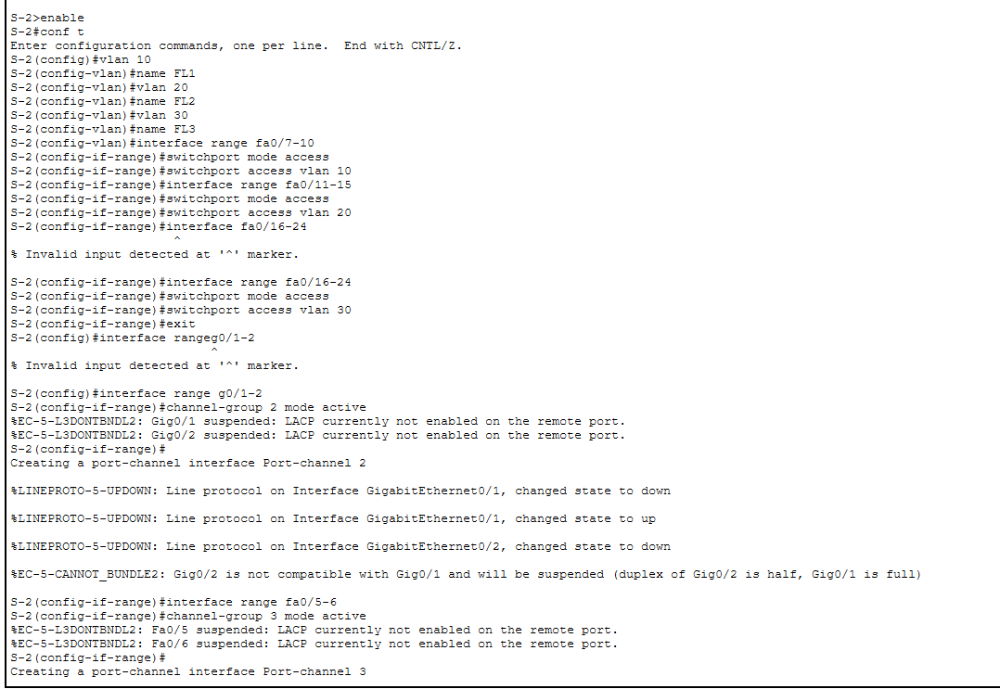 S-2>enable
S-2#conf t
Enter configuration commands, one per line.  End with CNTL/Z.
S-2(config)#vlan 10
S-2(config-vlan)#name FL1
S-2(config-vlan)#vlan 20
S-2(config-vlan)#name FL2
S-2(config-vlan)#vlan 30
S-2(config-vlan)#name FL3
S-2(config-vlan)#interface range fa0/7-10
S-2(config-if-range)#switchport mode access
S-2(config-if-range)#switchport access vlan 10
S-2(config-if-range)#interface range fa0/11-15
S-2(config-if-range)#switchport mode access
S-2(config-if-range)#switchport access vlan 20
S-2(config-if-range)#interface fa0/16-24
^
% Invalid input detected at '^' marker.
S-2(config-if-range)#interface range fa0/16-24
S-2(config-if-range)#switchport mode access
S-2(config-if-range)#switchport access vlan 30
S-2(config-if-range)#exit
S-2(config)#interface rangeg0/1-2
^
% Invalid input detected at '^' marker.
S-2(config)#interface range g0/1-2
S-2(config-if-range)#channel-group 2 mode active
%EC-5-L3DONTBNDL2: Gig0/1 suspended: LACP currently not enabled on the remote port.
%EC-5-L3DONTBNDL2: Gig0/2 suspended: LACP currently not enabled on the remote port.
S-2(config-if-range)#
Creating a port-channel interface Port-channel 2
%LINEPROTO-5-UPDOWN: Line protocol on Interface GigabitEthernet0/1, changed state to down
%LINEPROTO-5-UPDOWN: Line protocol on Interface GigabitEthernet0/1, changed state to up
%LINEPROTO-5-UPDOWN: Line protocol on Interface GigabitEthernet0/2, changed state to down
%EC-5-CANNOT_BUNDLE2: Gig0/2 is not compatible with Gig0/1 and will be suspended (duplex of Gig0/2 is half, Gig0/1 is full)
S-2(config-if-range)#interface range fa0/5-6
S-2(config-if-range)#channel-group 3 mode active
%EC-5-L3DONTBNDL2: Fa0/5 suspended: LACP currently not enabled on the remote port.
%EC-5-L3DONTBNDL2: Fa0/6 suspended: LACP currently not enabled on the remote port.
S-2(config-if-range)#
Creating a port-channel interface Port-channel 3